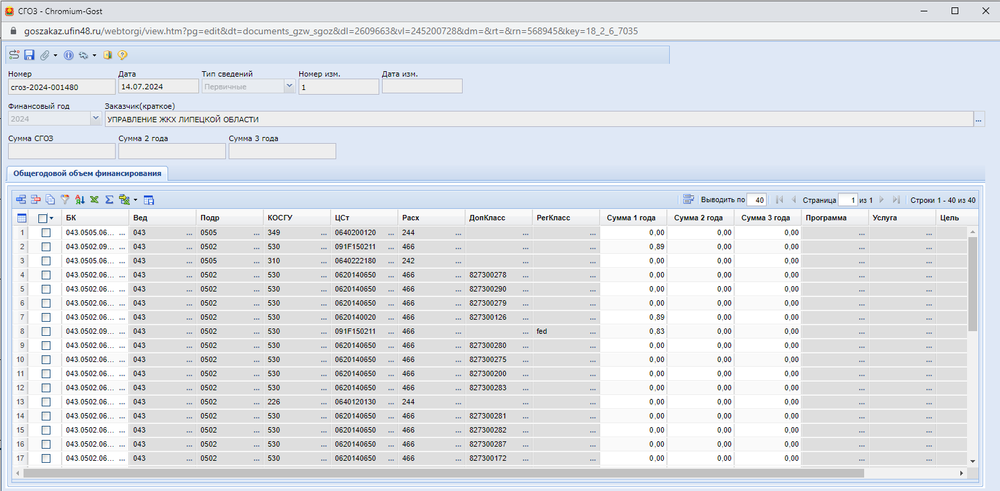 СГОЗ - Chromium-Gost
goszakaz.ufin48.ru/webtorgi/view.htm?pg=edit&dt=documents_gzw_sgoz&dl=2609663&vl=245200728&dm=&rt=&rn=568945&key=18_2_6_7035
Номер Дата Тип сведений Номер изм. Дата изм.
сгоз-2024-001480 14.07.2024 Первичные 1
Финансовый год Заказчик(краткое)
2024 УПРАВЛЕНИЕ ЖКХ ЛИПЕЦКОЙ ОБЛАСТИ ...
Сумма СГОЗ Сумма 2 года Сумма 3 года
Общегодовой объем финансирования
Выводить по 40 Страница 1 из 1 Строки 1 - 40 из 40
БК Вед Подр КОСГУ ЦСт Расх ДопКласс РегКласс Сумма 1 года Сумма 2 года Сумма 3 года Программа Услуга Цель
1 043.0505.06... ... 043 ... 0505 ... 349 ... 0640200120 ... 244 ... ... ... 0,00 0,00 0,00 ... ...
2 043.0502.09... ... 043 ... 0502 ... 530 ... 091F150211 ... 466 ... ... ... 0,89 0,00 0,00 ... ...
3 043.0505.06... ... 043 ... 0505 ... 310 ... 0640222180 ... 242 ... ... ... 0,00 0,00 0,00 ... ...
4 043.0502.06... ... 043 ... 0502 ... 530 ... 0620140650 ... 466 ... 827300278 ... ... 0,00 0,00 0,00 ... ...
5 043.0502.06... ... 043 ... 0502 ... 530 ... 0620140650 ... 466 ... 827300290 ... ... 0,00 0,00 0,00 ... ...
6 043.0502.06... ... 043 ... 0502 ... 530 ... 0620140650 ... 466 ... 827300279 ... ... 0,00 0,00 0,00 ... ...
7 043.0502.06... ... 043 ... 0502 ... 530 ... 0620140020 ... 466 ... 827300126 ... ... 0,89 0,00 0,00 ... ...
8 043.0502.09... ... 043 ... 0502 ... 530 ... 091F150211 ... 466 ... ... fed ... 0,83 0,00 0,00 ... ...
9 043.0502.06... ... 043 ... 0502 ... 530 ... 0620140650 ... 466 ... 827300280 ... ... 0,00 0,00 0,00 ... ...
10 043.0502.06... ... 043 ... 0502 ... 530 ... 0620140650 ... 466 ... 827300275 ... ... 0,00 0,00 0,00 ... ...
11 043.0502.06... ... 043 ... 0502 ... 530 ... 0620140650 ... 466 ... 827300200 ... ... 0,00 0,00 0,00 ... ...
12 043.0502.06... ... 043 ... 0502 ... 530 ... 0620140650 ... 466 ... 827300283 ... ... 0,00 0,00 0,00 ... ...
13 043.0502.06... ... 043 ... 0502 ... 226 ... 0640120130 ... 244 ... ... ... 0,00 0,00 0,00 ... ...
14 043.0502.06... ... 043 ... 0502 ... 530 ... 0620140650 ... 466 ... 827300281 ... ... 0,00 0,00 0,00 ... ...
15 043.0502.06... ... 043 ... 0502 ... 530 ... 0620140650 ... 466 ... 827300282 ... ... 0,00 0,00 0,00 ... ...
16 043.0502.06... ... 043 ... 0502 ... 530 ... 0620140650 ... 466 ... 827300287 ... ... 0,00 0,00 0,00 ... ...
17 043.0502.06... ... 043 ... 0502 ... 530 ... 0620140650 ... 466 ... 827300172 ... ... 0,00 0,00 0,00 ... ...